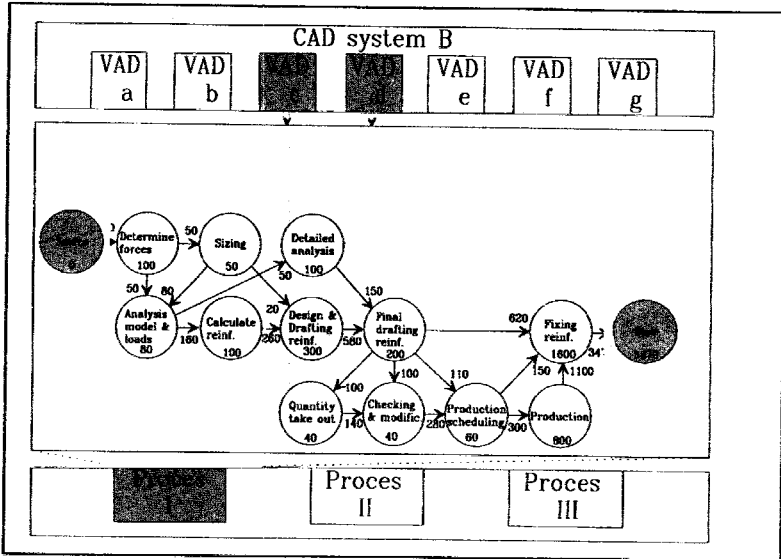 CAD system B
VAD
a
VAD
b
VAD
c
VAD
d
VAD
e
VAD
f
VAD
g
Determine
forces
100
50
Sizing
50
Detailed
analysis
100
50
80
50
20
150
Analysis
model &
loads
80
160
Calculate
reinf.
100
260
Design &
Drafting
reinf.
300
580
Final
drafting
reinf.
200
620
Fixing
reinf.
1600
100
100
110
150
1100
Quantity
take out
40
140
Checking
& modific
40
280
Production
scheduling
60
300
Production
800
Proces
I
Proces
II
Proces
III